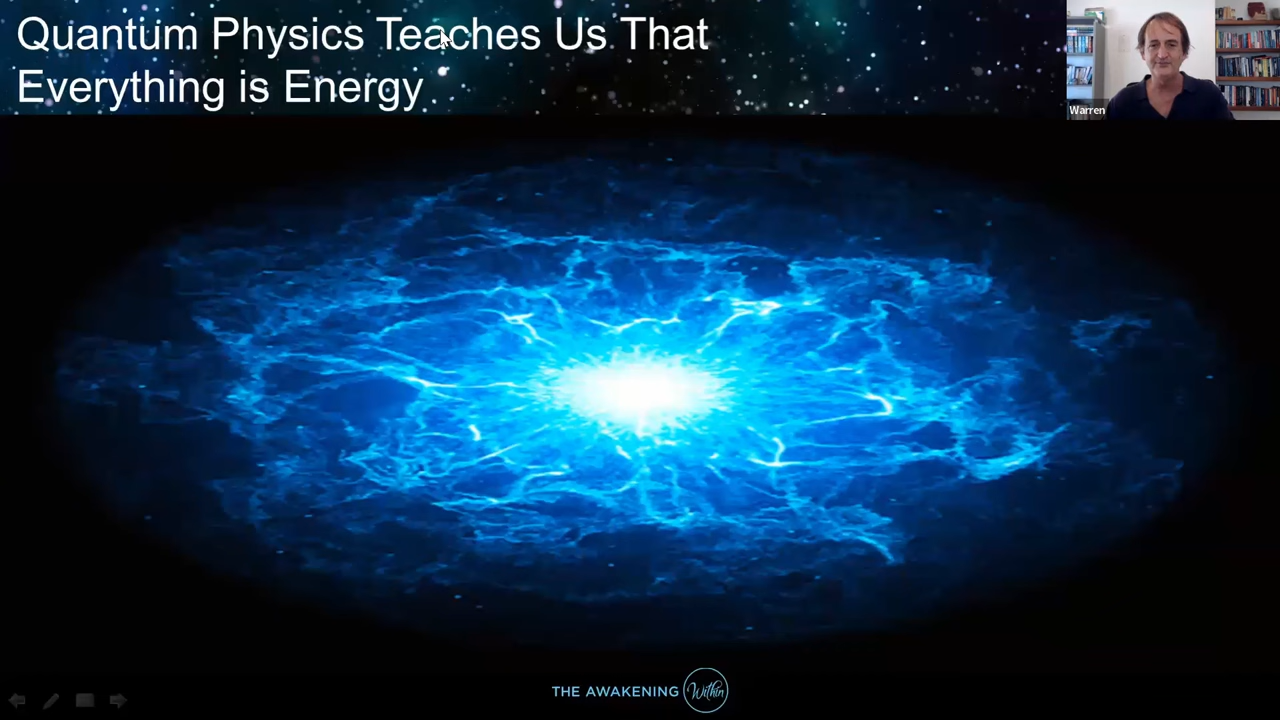 Quantum Physics Teaches Us That
Everything is Energy
Warren
THE AWAKENING Within